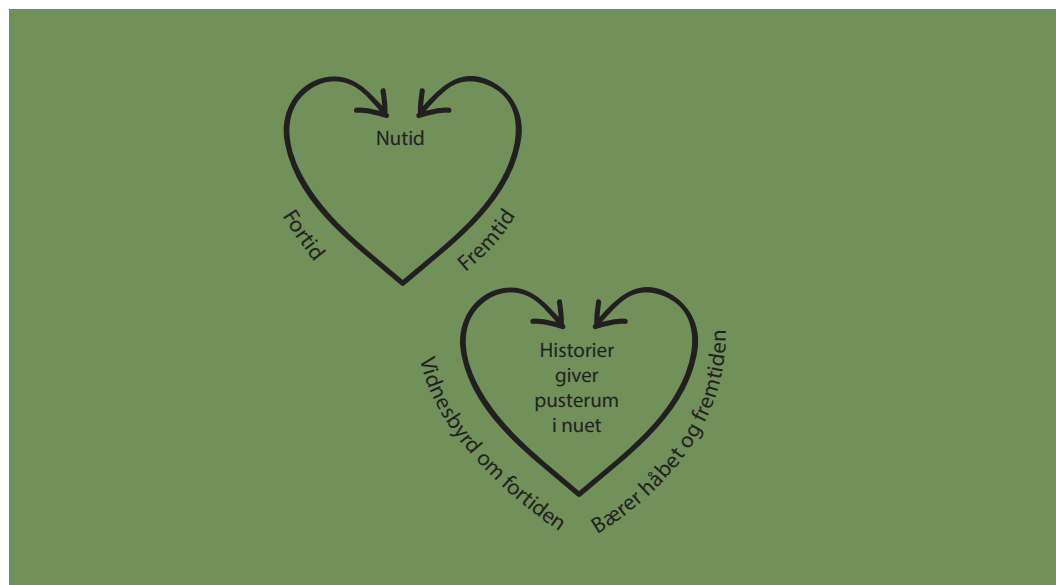 Nutid
Fortid
Fremtid
Historier
giver
pusterum
i nuet
Vidnesbyrd om fortiden
Bærer håbet og fremtiden